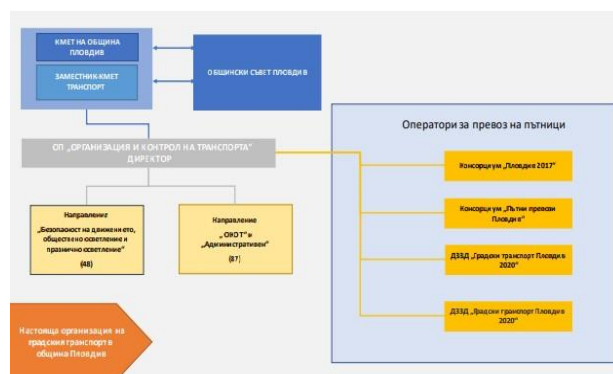 КМЕТ НА ОБЩИНА
ПЛОВДИВ
ЗАМЕСТНИК-КМЕТ
ТРАНСПОРТ
ОБЩИНСКИ СЪВЕТ ПЛОВДИВ
ОП „ОРГАНИЗАЦИЯ И КОНТРОЛ НА ТРАНСПОРТА"
ДИРЕКТОР
Направление
„Безопасност на движението,
обществено осветление и
празнично осветление"
(48)
Направление
„ОКОТ" и
„Административен"
(87)
Оператори за превоз на пътници
Консорциум „Пловдив 2017"
Консорциум „Пътни превози
Пловдив"
ДЗЗД „Градски транспорт Пловдив
2020"
ДЗЗД „Градски транспорт Пловдив
2020"
Настояща организация на
градския транспорт в
община Пловдив